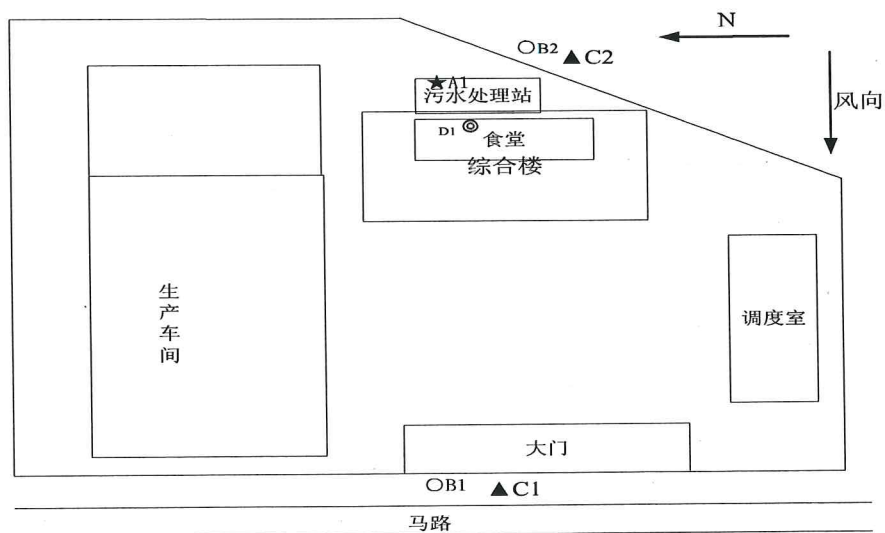 N
B2
C2
风向
A1
污水处理站
D1
食堂
综合楼
生产车间
调度室
大门
B1
C1
马路